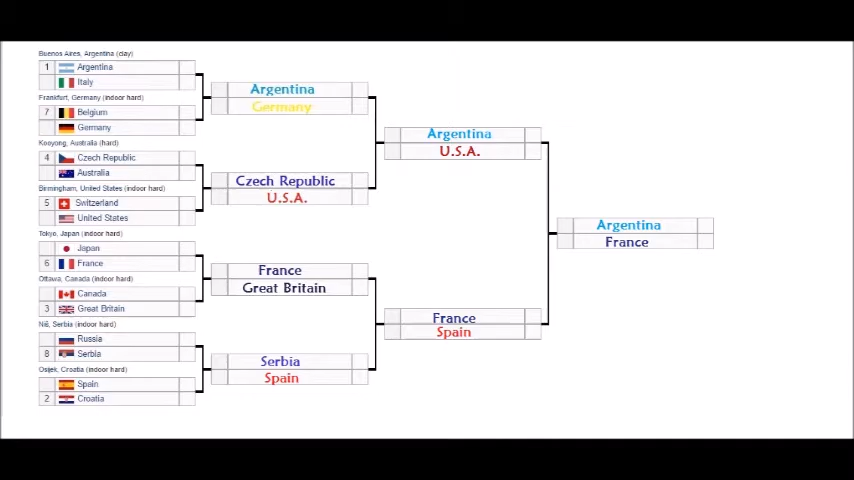 Buenos Aires, Argentina (clay)
1 Argentina
Italy
Frankfurt, Germany (indoor hard)
7 Belgium
Germany
Kooyong, Australia (hard)
4 Czech Republic
Australia
Birmingham, United States (indoor hard)
5 Switzerland
United States
Tokyo, Japan (indoor hard)
Japan
6 France
Ottawa, Canada (indoor hard)
Canada
3 Great Britain
Niš, Serbia (indoor hard)
Russia
8 Serbia
Osijek, Croatia (indoor hard)
Spain
2 Croatia
Argentina
Germany
Czech Republic
U.S.A.
France
Great Britain
Serbia
Spain
Argentina
U.S.A.
France
Spain
Argentina
France